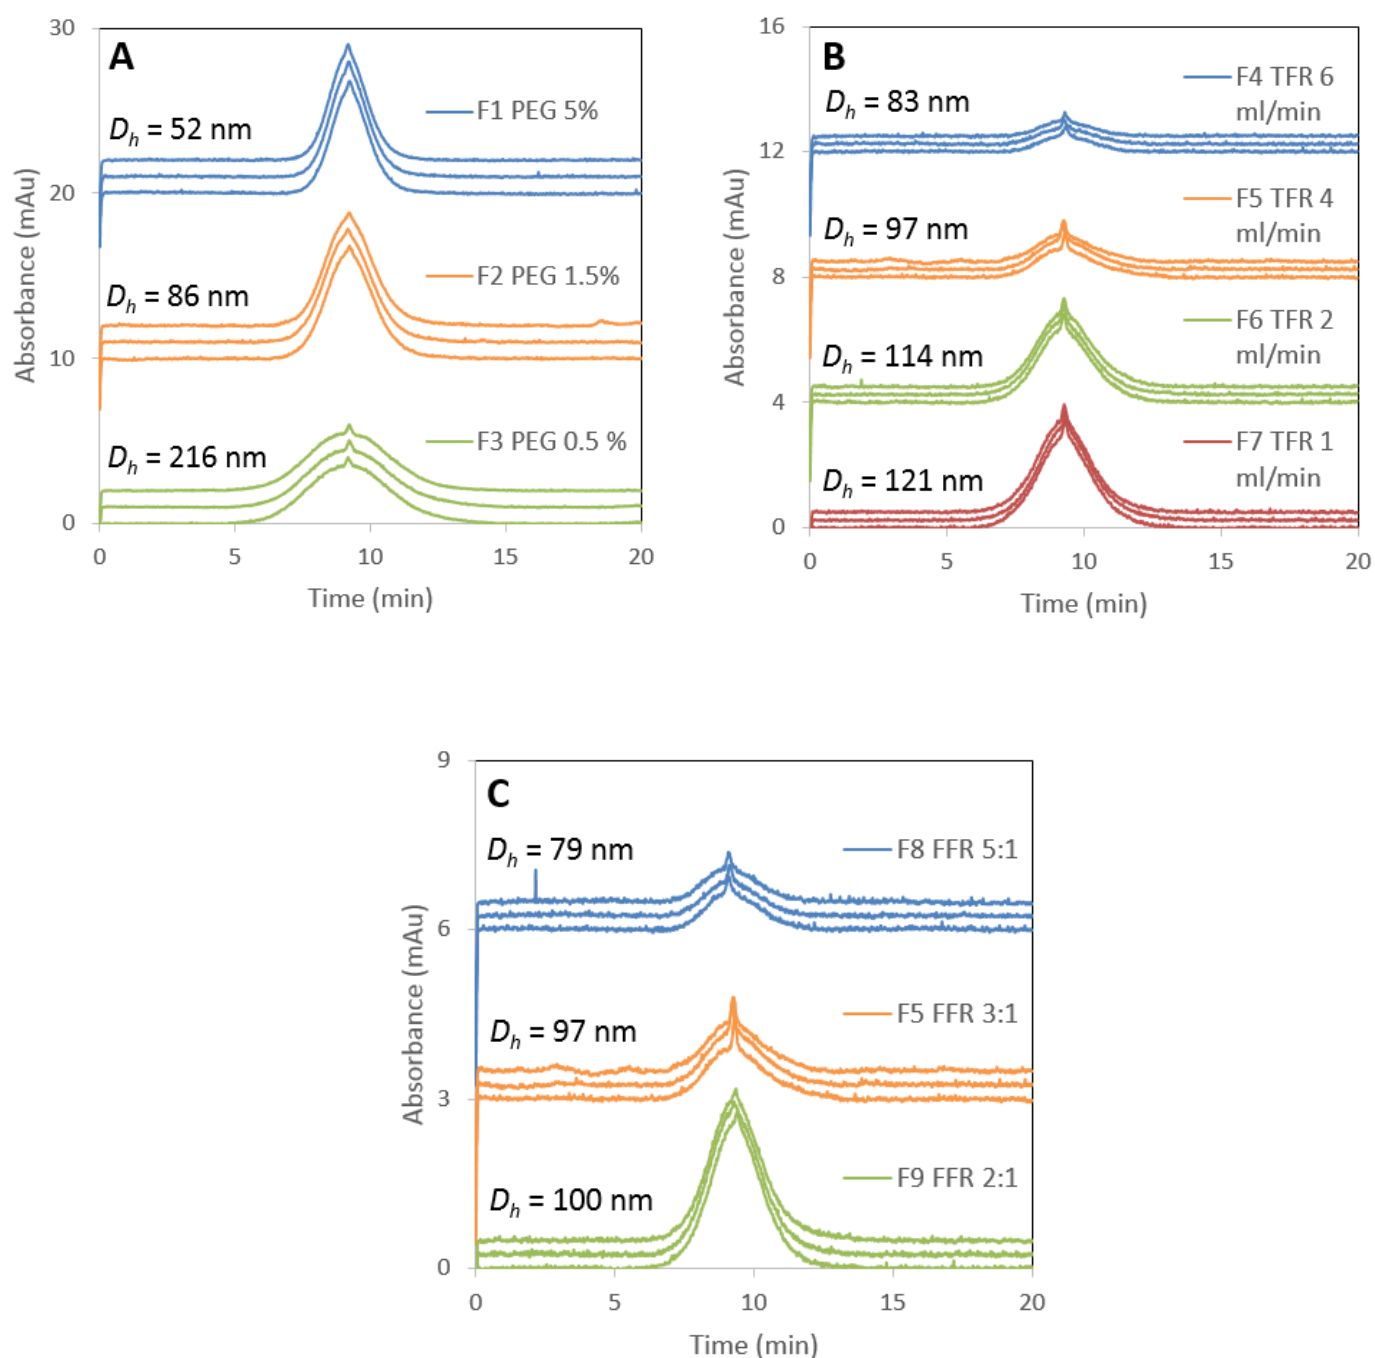 A
30
20
10
0
Absorbance (mAu)
Dh = 52 nm
F1 PEG 5%
Dh = 86 nm
F2 PEG 1.5%
Dh = 216 nm
F3 PEG 0.5 %
0 5 10 15 20
Time (min)
B
16
12
8
4
0
Absorbance (mAu)
Dh = 83 nm
F4 TFR 6
ml/min
Dh = 97 nm
F5 TFR 4
ml/min
Dh = 114 nm
F6 TFR 2
ml/min
Dh = 121 nm
F7 TFR 1
ml/min
0 5 10 15 20
Time (min)
C
9
6
3
0
Absorbance (mAu)
Dh = 79 nm
F8 FFR 5:1
Dh = 97 nm
F5 FFR 3:1
Dh = 100 nm
F9 FFR 2:1
0 5 10 15 20
Time (min)